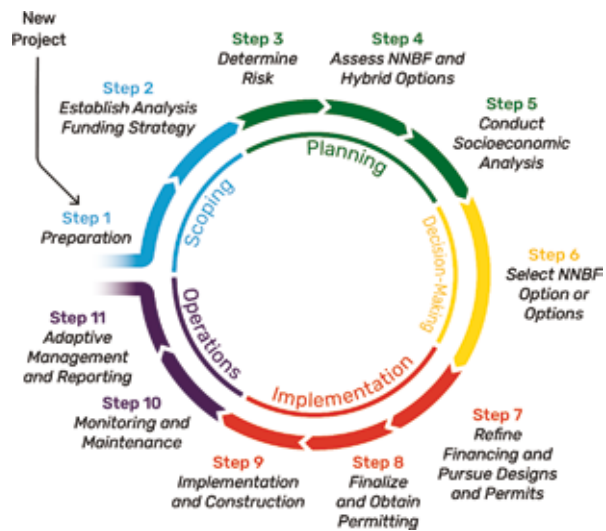 New
Project
Step 1
Preparation
Step 2
Establish Analysis
Funding Strategy
Step 3
Determine
Risk
Step 4
Assess NNBF and
Hybrid Options
Step 5
Conduct
Socioeconomic
Analysis
Step 6
Select NNBF
Option or
Options
Step 7
Refine
Financing and
Pursue Designs
and Permits
Step 8
Finalize
and Obtain
Permitting
Step 9
Implementation
and Construction
Step 10
Monitoring and
Maintenance
Step 11
Adaptive
Management
and Reporting
Scoping
Planning
Decision-Making
Implementation
Operations